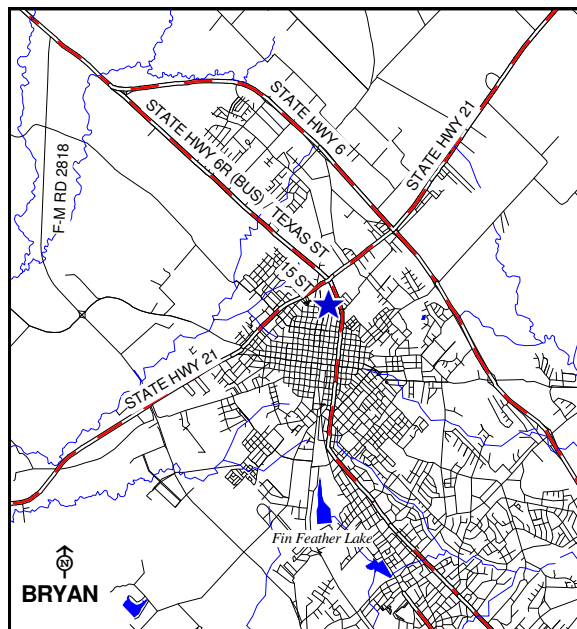 STATE HWY 6
STATE HWY 21
F-M RD 2818
STATE HWY 6R (BUS) - TEXAS ST
15 ST
STATE HWY 21
Fin Feather Lake
N
BRYAN